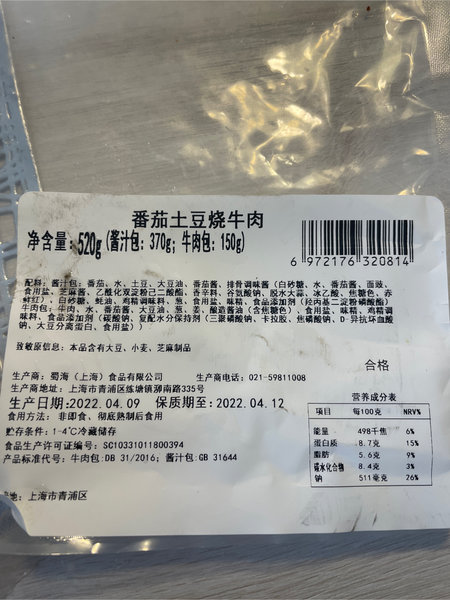 番茄土豆烧牛肉
净含量: 520g(酱汁包: 370g; 牛肉包: 150g)
6 972176 320814
配料: 酱汁包: 番茄、水、土豆、大豆油、番茄酱、排骨调味酱(白砂糖、水、番茄酱、面豉、
食用盐、芝麻酱、乙酰化双淀粉己二酸酯、香辛料、谷氨酸钠、脱水大蒜、冰乙酸、焦糖色、赤
藓红)、白砂糖、蚝油、鸡精调味料、葱、食用盐、味精、食品添加剂(羟丙基二淀粉磷酸酯)
牛肉包: 牛肉、水、番茄酱、大豆油、葱、姜、酿造酱油(含焦糖色)、食用盐、味精、鸡精调
味料、食品添加剂(碳酸钠、复配水分保持剂(三聚磷酸钠、卡拉胶、焦磷酸钠、D-异抗坏血酸
钠、大豆分离蛋白、食用盐))
致敏原信息: 本品含有大豆、小麦、芝麻制品
合格
生产商: 蜀海(上海)食品有限公司 生产商电话: 021-59811008
生产商地址: 上海市青浦区练塘镇泖南路335号
生产日期:2022.04.09 保质期至:2022.04.12
食用方法: 非即食、彻底熟制后食用
贮存条件: 1-4℃冷藏储存
食品生产许可证编号: SC10331011800394
产品标准代号: 牛肉包:DB 31/2016; 酱汁包:GB 31644
产地: 上海市青浦区
营养成分表
项目 每100克 NRV%
能量 498千焦 6%
蛋白质 8.7克 15%
脂肪 5.6克 9%
碳水化合物 8.4克 3%
钠 511毫克 26%